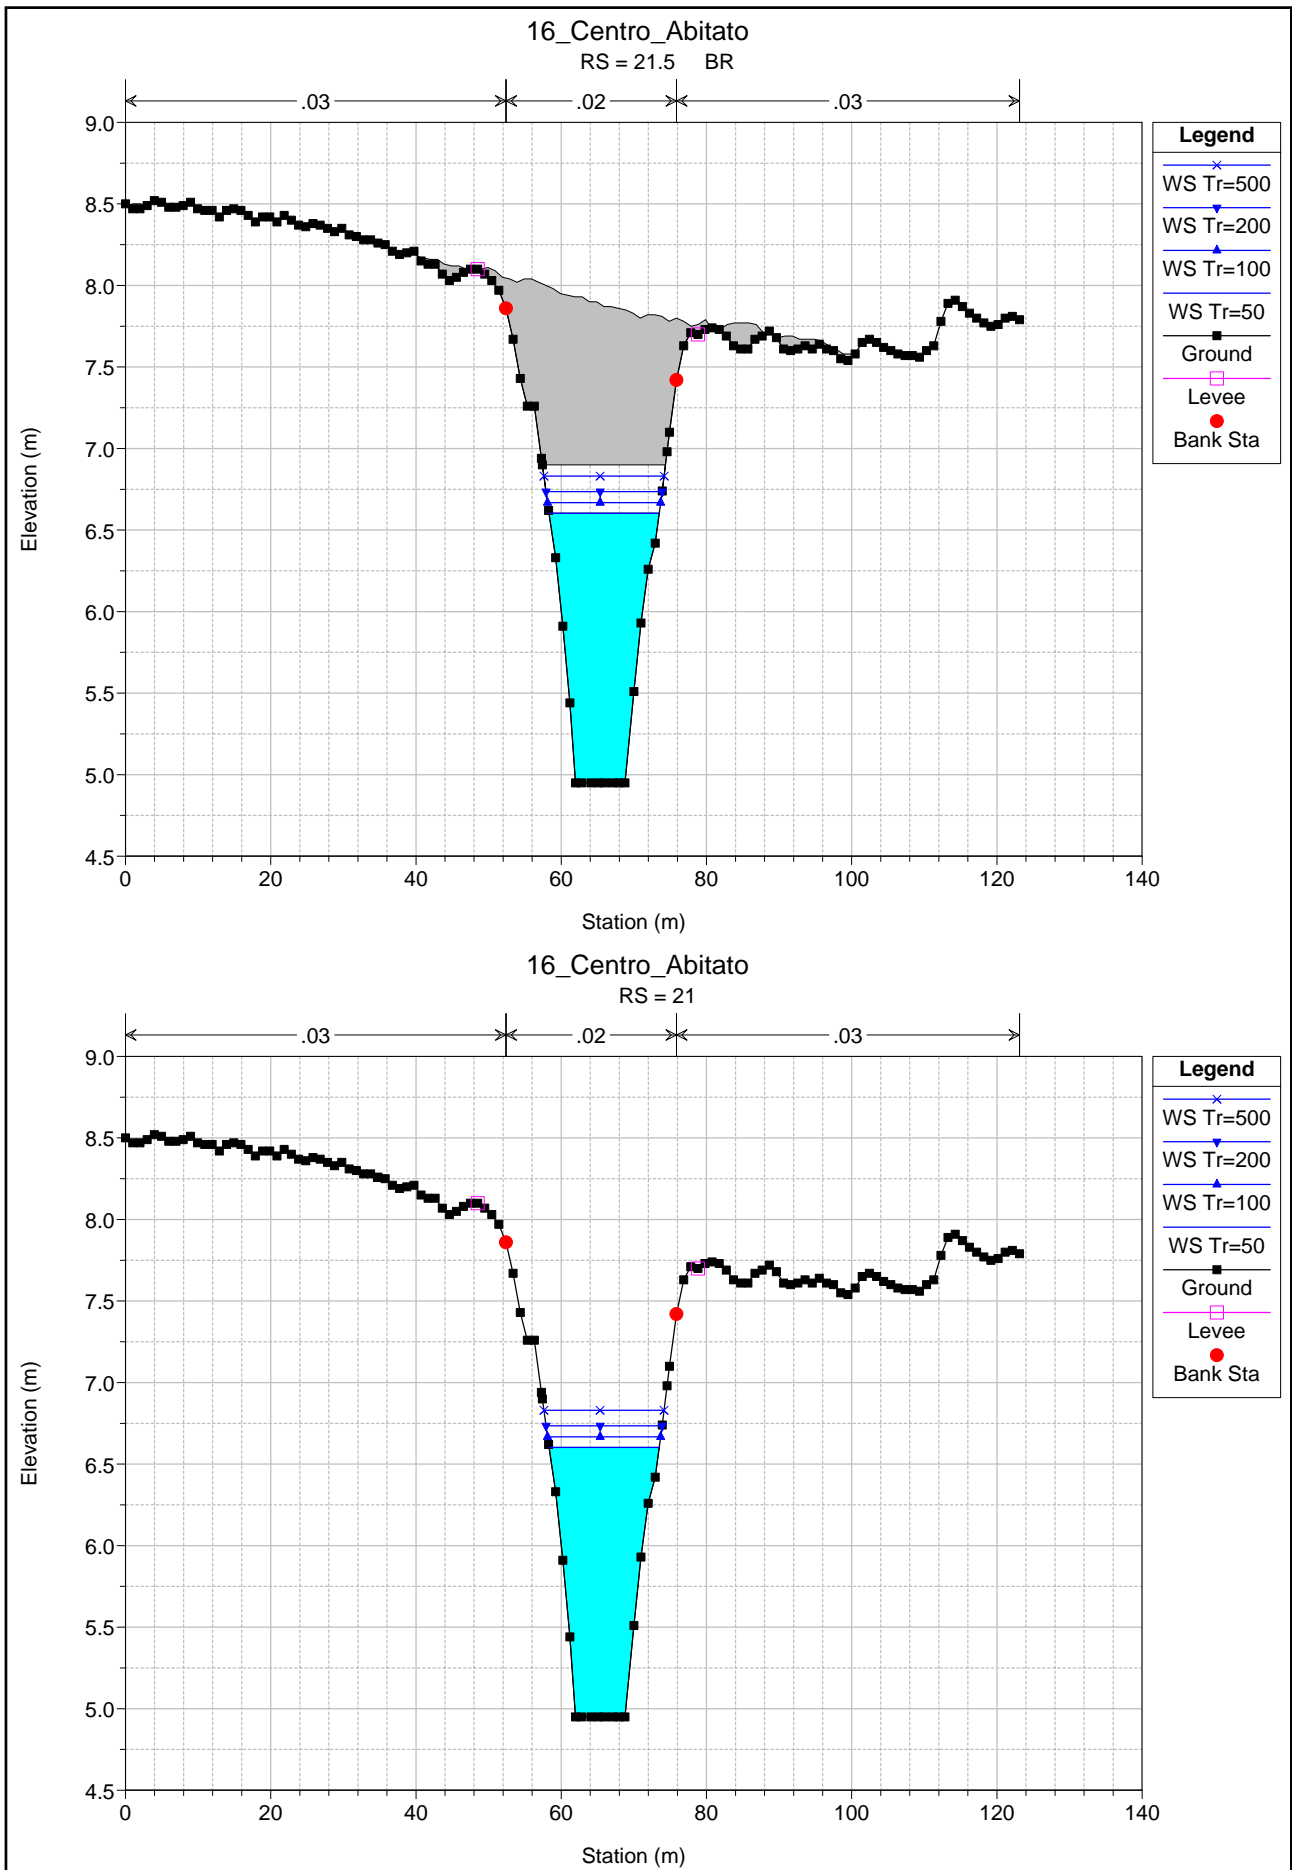 16_Centro_Abitato
RS = 21.5 BR
.03 .02 .03
Legend
WS Tr=500
WS Tr=200
WS Tr=100
WS Tr=50
Ground
Levee
Bank Sta
9.0
8.5
8.0
7.5
7.0
6.5
6.0
5.5
5.0
4.5
Elevation (m)
0 20 40 60 80 100 120 140
Station (m)
16_Centro_Abitato
RS = 21
.03 .02 .03
Legend
WS Tr=500
WS Tr=200
WS Tr=100
WS Tr=50
Ground
Levee
Bank Sta
9.0
8.5
8.0
7.5
7.0
6.5
6.0
5.5
5.0
4.5
Elevation (m)
0 20 40 60 80 100 120 140
Station (m)